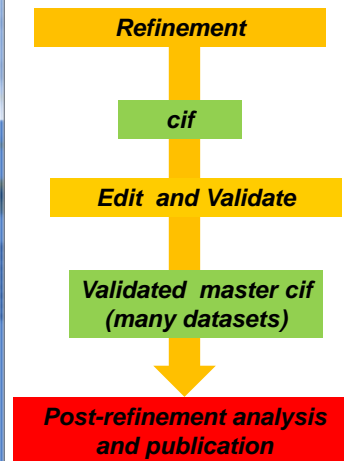 Refinement
cif
Edit and Validate
Validated master cif
(many datasets)
Post-refinement analysis
and publication